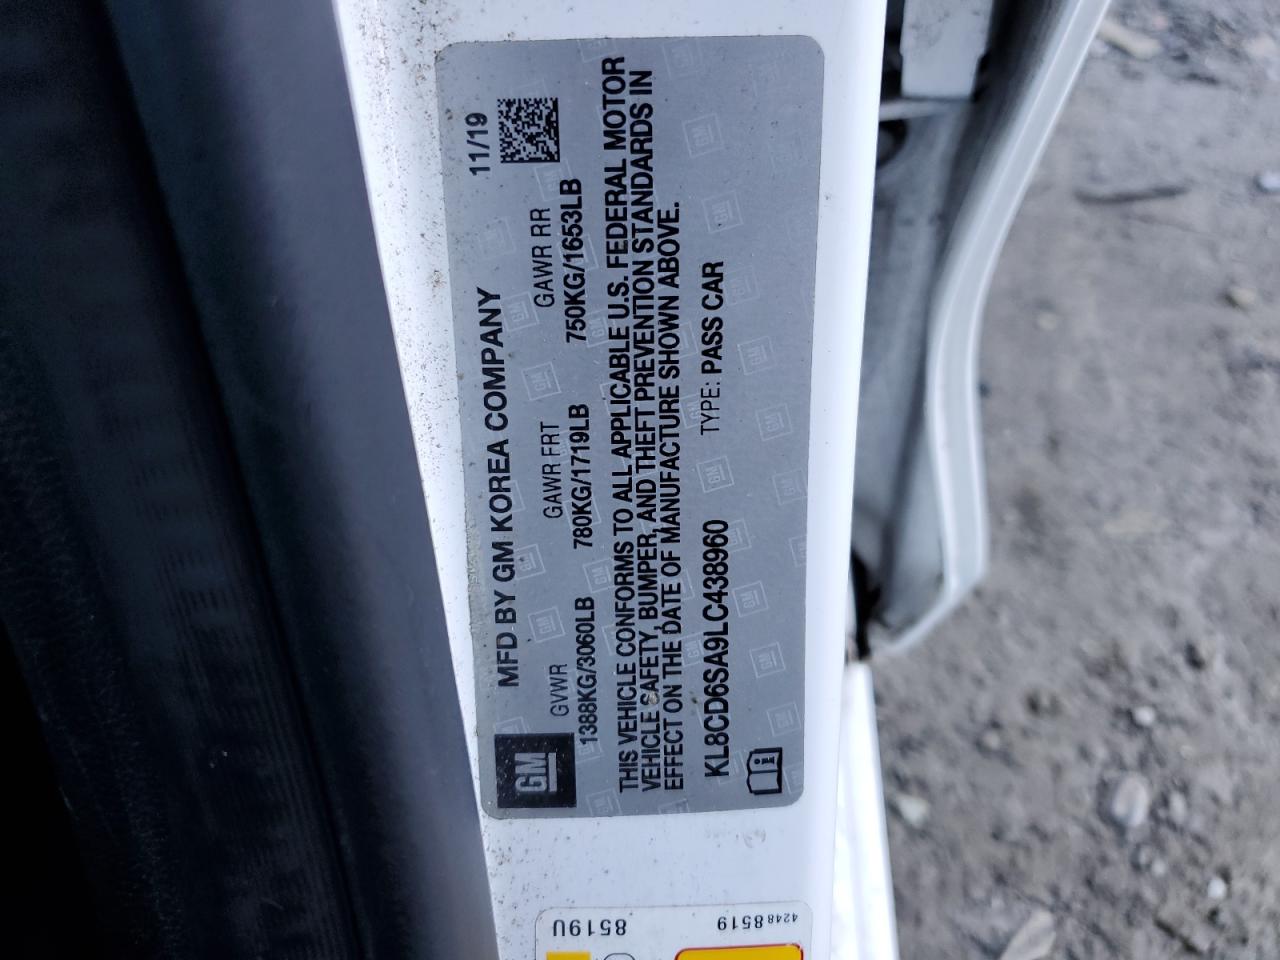 GM
MFD BY GM KOREA COMPANY 11/19
GVWR GAWR FRT GAWR RR
1388KG/3060LB 780KG/1719LB 750KG/1653LB
THIS VEHICLE CONFORMS TO ALL APPLICABLE U.S. FEDERAL MOTOR
VEHICLE SAFETY, BUMPER, AND THEFT PREVENTION STANDARDS IN
EFFECT ON THE DATE OF MANUFACTURE SHOWN ABOVE.
KL8CD6SA9LC438960 TYPE: PASS CAR
8519U
42488519